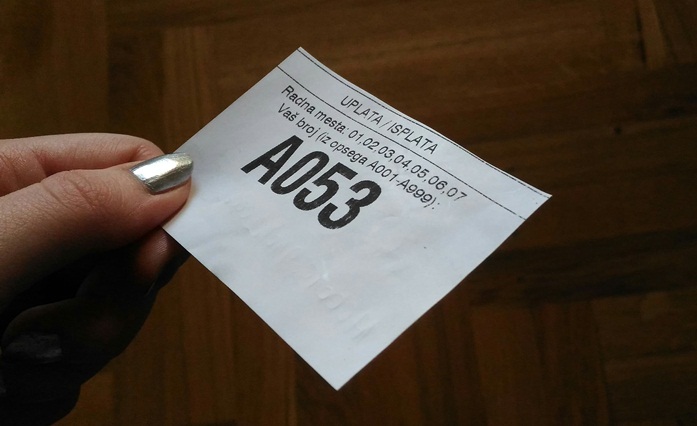 UPLATA / ISPLATA
Radna mesta: 01,02,03,04,05,06,07
Vaš broj (iz opsega A001-A999):
A053